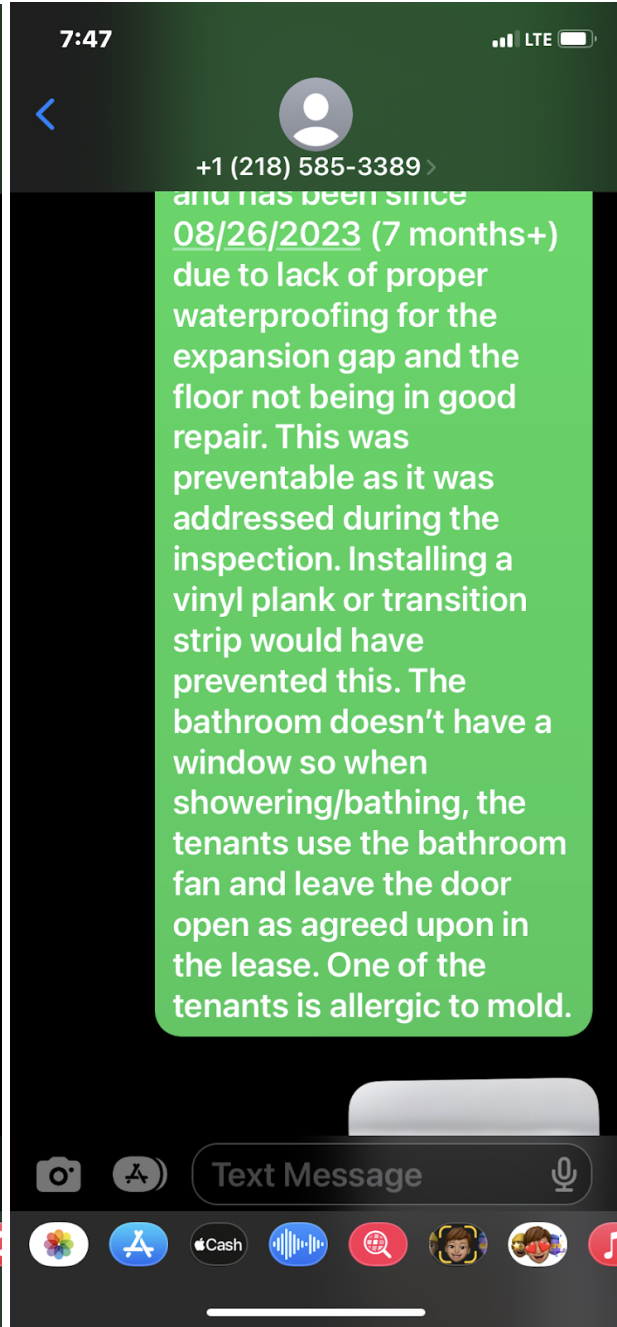 7:47
LTE
+1 (218) 585-3389
and has been since
08/26/2023 (7 months+)
due to lack of proper
waterproofing for the
expansion gap and the
floor not being in good
repair. This was
preventable as it was
addressed during the
inspection. Installing a
vinyl plank or transition
strip would have
prevented this. The
bathroom doesn’t have a
window so when
showering/bathing, the
tenants use the bathroom
fan and leave the door
open as agreed upon in
the lease. One of the
tenants is allergic to mold.
Text Message
Cash